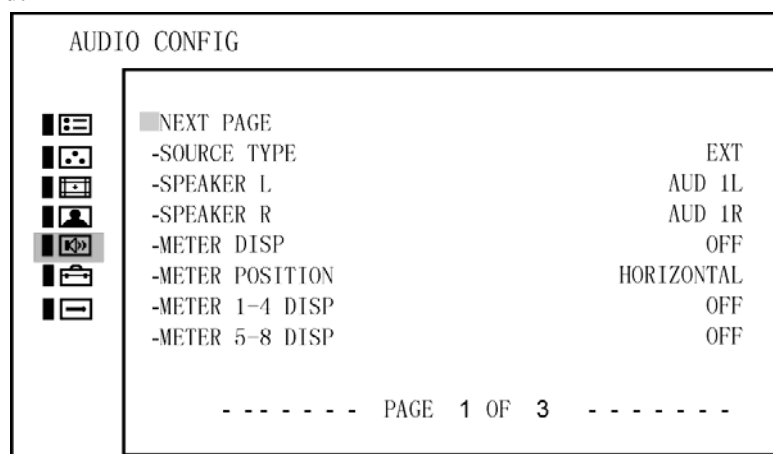 AUDIO CONFIG
NEXT PAGE
-SOURCE TYPE EXT
-SPEAKER L AUD 1L
-SPEAKER R AUD 1R
-METER DISP OFF
-METER POSITION HORIZONTAL
-METER 1-4 DISP OFF
-METER 5-8 DISP OFF
- - - - - - - PAGE 1 OF 3 - - - - - - -